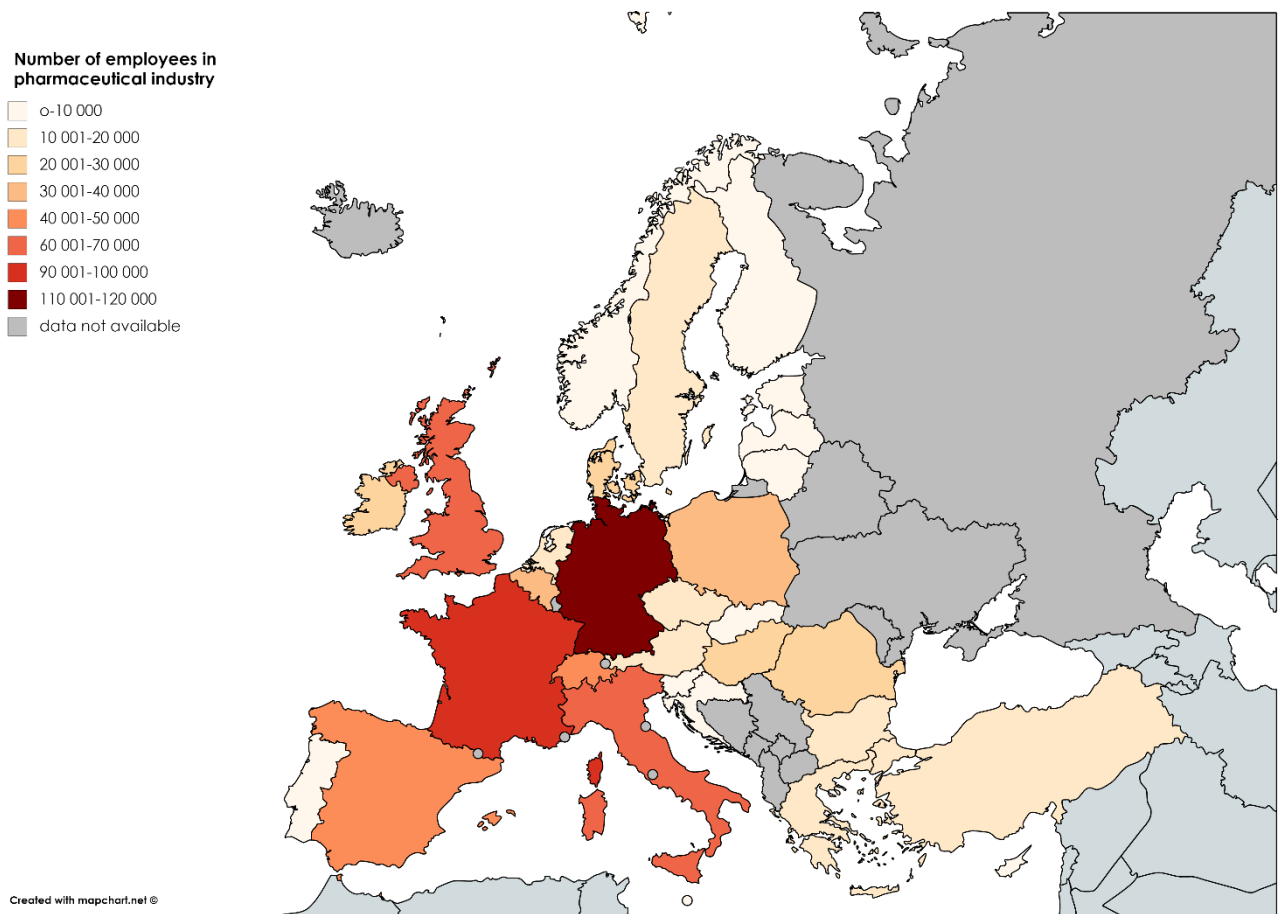 Number of employees in
pharmaceutical industry
o-10 000
10 001-20 000
20 001-30 000
30 001-40 000
40 001-50 000
60 001-70 000
90 001-100 000
110 001-120 000
data not available
Created with mapchart.net ©